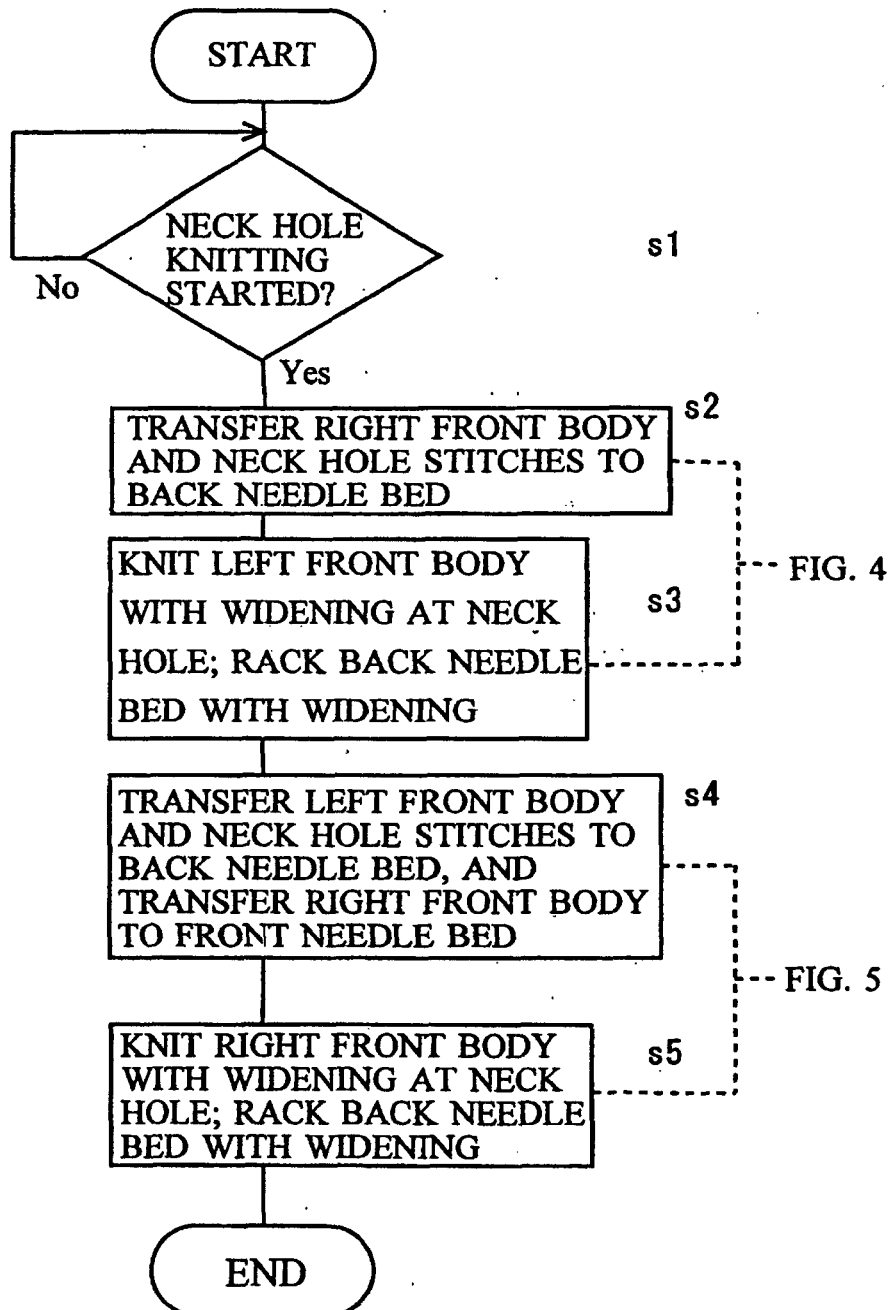 START
NECK HOLE
KNITTING
STARTED?
s1
No
Yes
s2
TRANSFER RIGHT FRONT BODY
AND NECK HOLE STITCHES TO
BACK NEEDLE BED
KNIT LEFT FRONT BODY
WITH WIDENING AT NECK
HOLE; RACK BACK NEEDLE
BED WITH WIDENING
s3
FIG. 4
TRANSFER LEFT FRONT BODY
AND NECK HOLE STITCHES TO
BACK NEEDLE BED, AND
TRANSFER RIGHT FRONT BODY
TO FRONT NEEDLE BED
s4
FIG. 5
KNIT RIGHT FRONT BODY
WITH WIDENING AT NECK
HOLE; RACK BACK NEEDLE
BED WITH WIDENING
s5
END